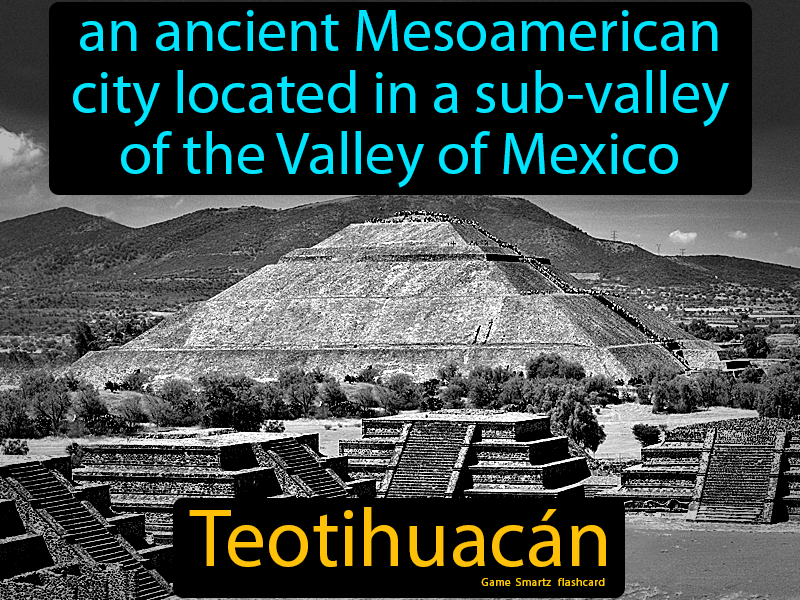 an ancient Mesoamerican
city located in a sub-valley
of the Valley of Mexico
Teotihuacán
Game Smartz flashcard